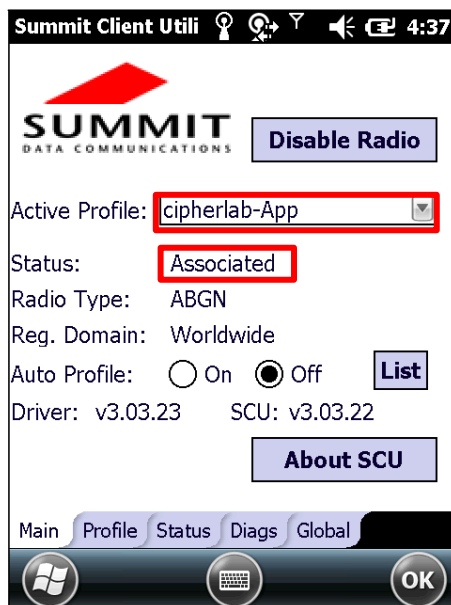 Summit Client Utili 4:37
SUMMIT
DATA COMMUNICATIONS
Disable Radio
Active Profile: cipherlab-App
Status: Associated
Radio Type: ABGN
Reg. Domain: Worldwide
Auto Profile: On Off List
Driver: v3.03.23 SCU: v3.03.22
About SCU
Main Profile Status Diags Global
OK